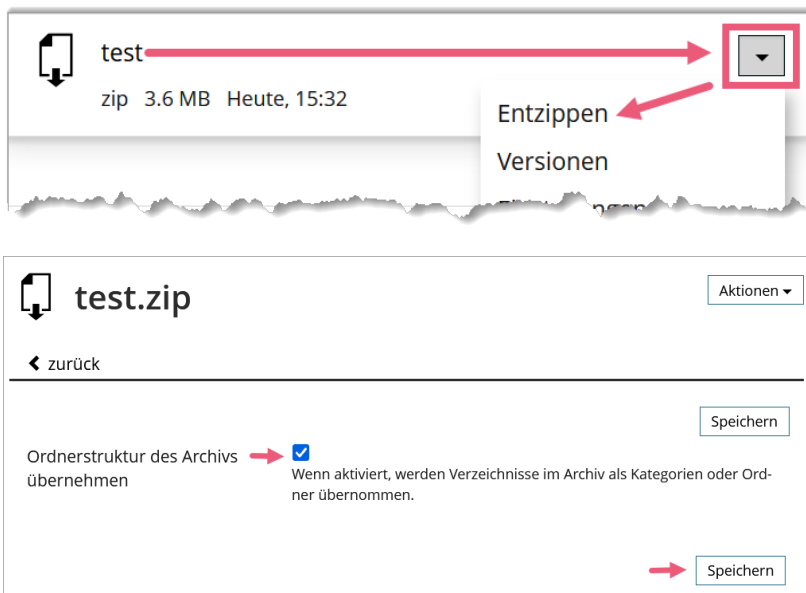 test
zip 3.6 MB Heute, 15:32
Entzippen
Versionen
test.zip
Aktionen
zurück
Speichern
Ordnerstruktur des Archivs
übernehmen
Wenn aktiviert, werden Verzeichnisse im Archiv als Kategorien oder Ord-
ner übernommen.
Speichern